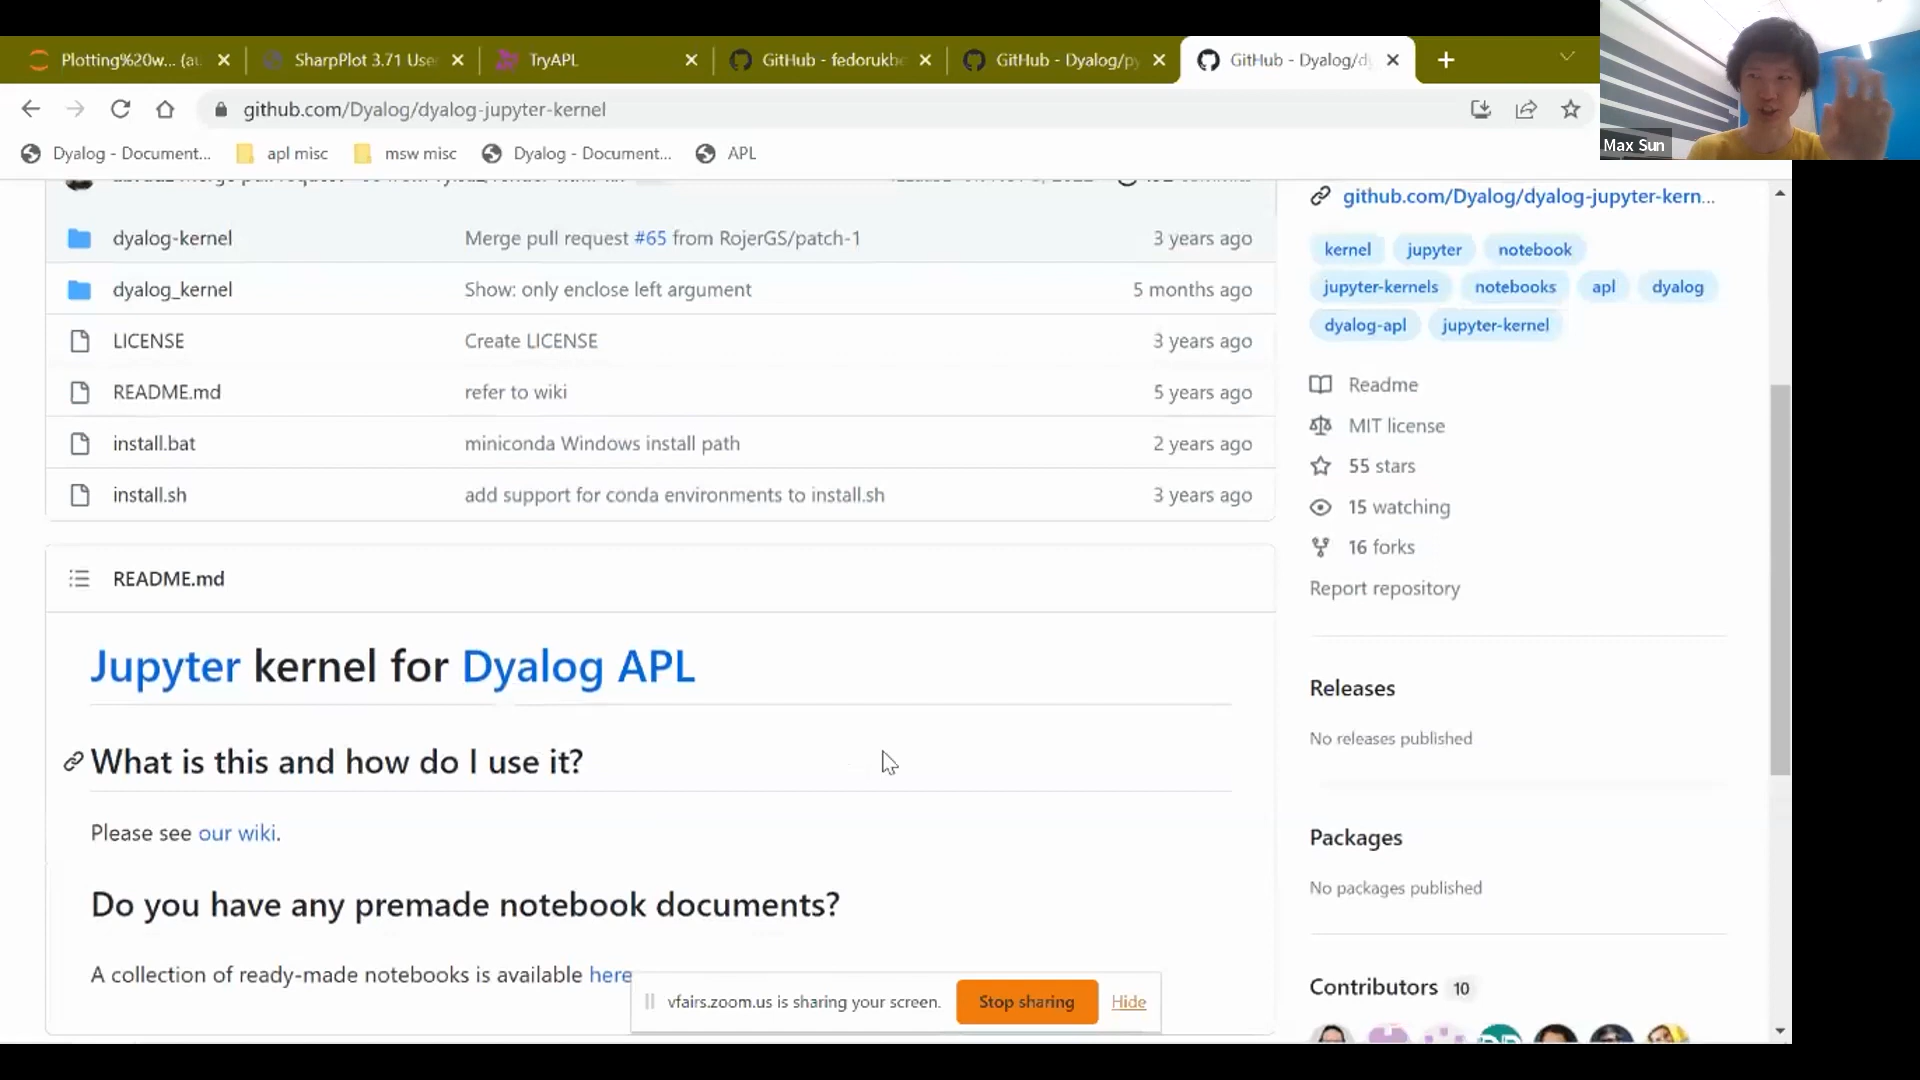 Plotting%20w... (au
SharpPlot 3.71 Use
TryAPL
GitHub - fedorukhe
GitHub - Dyalog/py
GitHub - Dyalog/dy
github.com/Dyalog/dyalog-jupyter-kernel
Dyalog - Document...
apl misc
msw misc
Dyalog - Document...
APL
Max Sun
dyalog-kernel
Merge pull request #65 from RojerGS/patch-1
3 years ago
dyalog_kernel
Show: only enclose left argument
5 months ago
LICENSE
Create LICENSE
3 years ago
README.md
refer to wiki
5 years ago
install.bat
miniconda Windows install path
2 years ago
install.sh
add support for conda environments to install.sh
3 years ago
README.md
Jupyter kernel for Dyalog APL
What is this and how do I use it?
Please see our wiki.
Do you have any premade notebook documents?
A collection of ready-made notebooks is available here
vfairs.zoom.us is sharing your screen.
Stop sharing
Hide
github.com/Dyalog/dyalog-jupyter-kern...
kernel jupyter notebook
jupyter-kernels notebooks apl dyalog
dyalog-apl jupyter-kernel
Readme
MIT license
55 stars
15 watching
16 forks
Report repository
Releases
No releases published
Packages
No packages published
Contributors 10